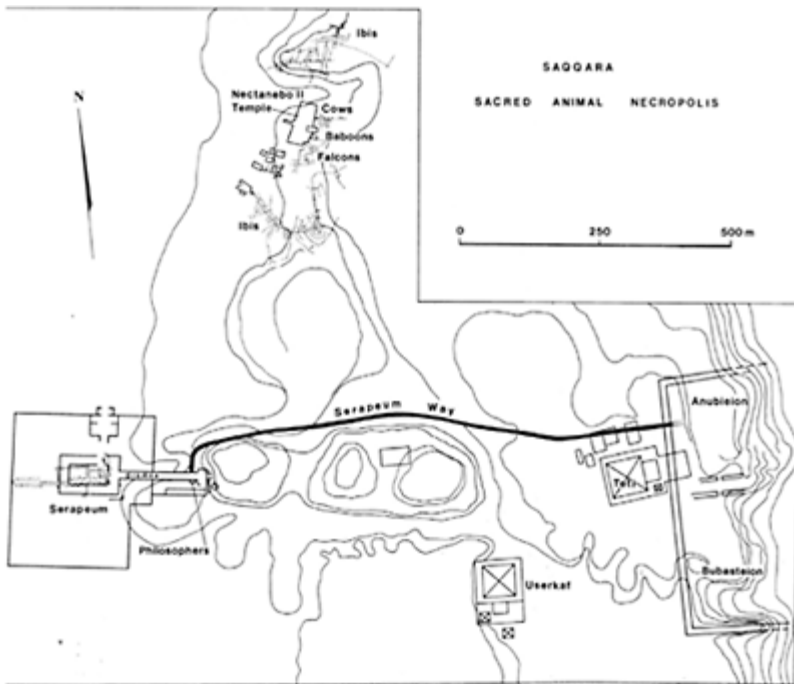 Ibis
SAQQARA
SACRED ANIMAL NECROPOLIS
N
Nectanebo II
Temple
Cows
Baboons
Falcons
Ibis
0 250 500 m
Serapeum Way
Anubieion
Teti
Serapeum
Philosophers
Bubasteion
Userkaf